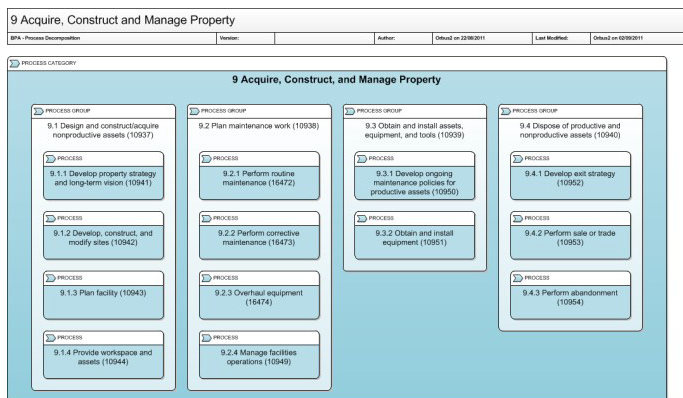 9 Acquire, Construct and Manage Property
BPA - Process Decomposition
Version:
Author:
Orbus2 on 22/08/2011
Last Modified:
Orbus2 on 02/09/2011
PROCESS CATEGORY
9 Acquire, Construct, and Manage Property
PROCESS GROUP
9.1 Design and construct/acquire
nonproductive assets (10937)
PROCESS
9.1.1 Develop property strategy
and long-term vision (10941)
PROCESS
9.1.2 Develop, construct, and
modify sites (10942)
PROCESS
9.1.3 Plan facility (10943)
PROCESS
9.1.4 Provide workspace and
assets (10944)
PROCESS GROUP
9.2 Plan maintenance work (10938)
PROCESS
9.2.1 Perform routine
maintenance (16472)
PROCESS
9.2.2 Perform corrective
maintenance (16473)
PROCESS
9.2.3 Overhaul equipment
(16474)
PROCESS
9.2.4 Manage facilities
operations (10949)
PROCESS GROUP
9.3 Obtain and install assets,
equipment, and tools (10939)
PROCESS
9.3.1 Develop ongoing
maintenance policies for
productive assets (10950)
PROCESS
9.3.2 Obtain and install
equipment (10951)
PROCESS GROUP
9.4 Dispose of productive and
nonproductive assets (10940)
PROCESS
9.4.1 Develop exit strategy
(10952)
PROCESS
9.4.2 Perform sale or trade
(10953)
PROCESS
9.4.3 Perform abandonment
(10954)